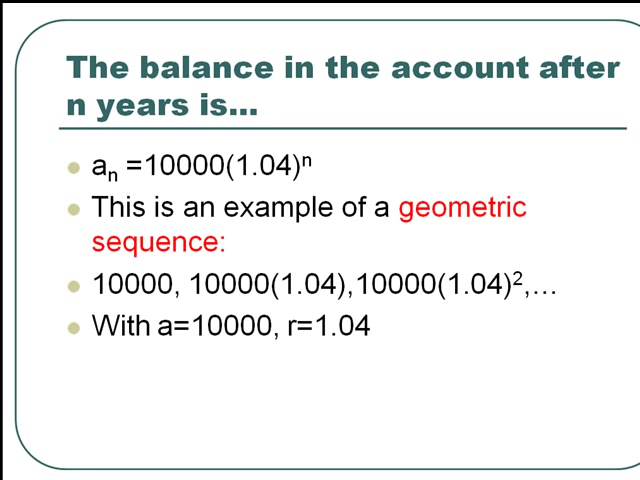 The balance in the account after
n years is...
aₙ =10000(1.04)ⁿ
This is an example of a geometric
sequence:
10000, 10000(1.04),10000(1.04)²,...
With a=10000, r=1.04